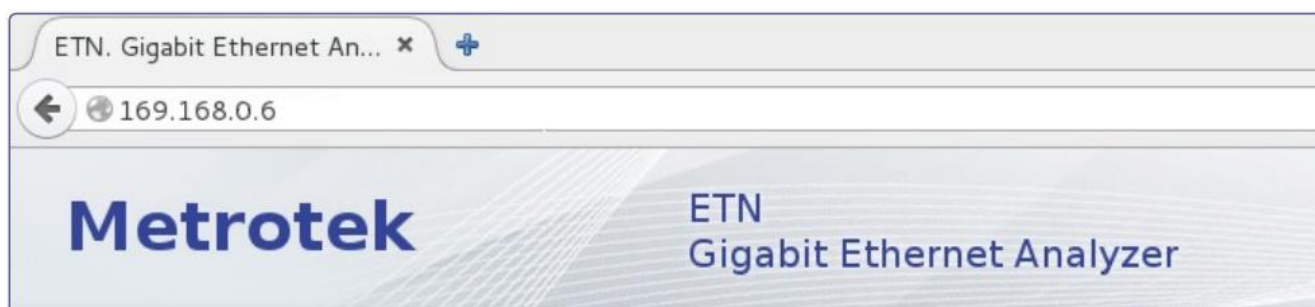 ETN. Gigabit Ethernet An...
169.168.0.6
Metrotek
ETN
Gigabit Ethernet Analyzer